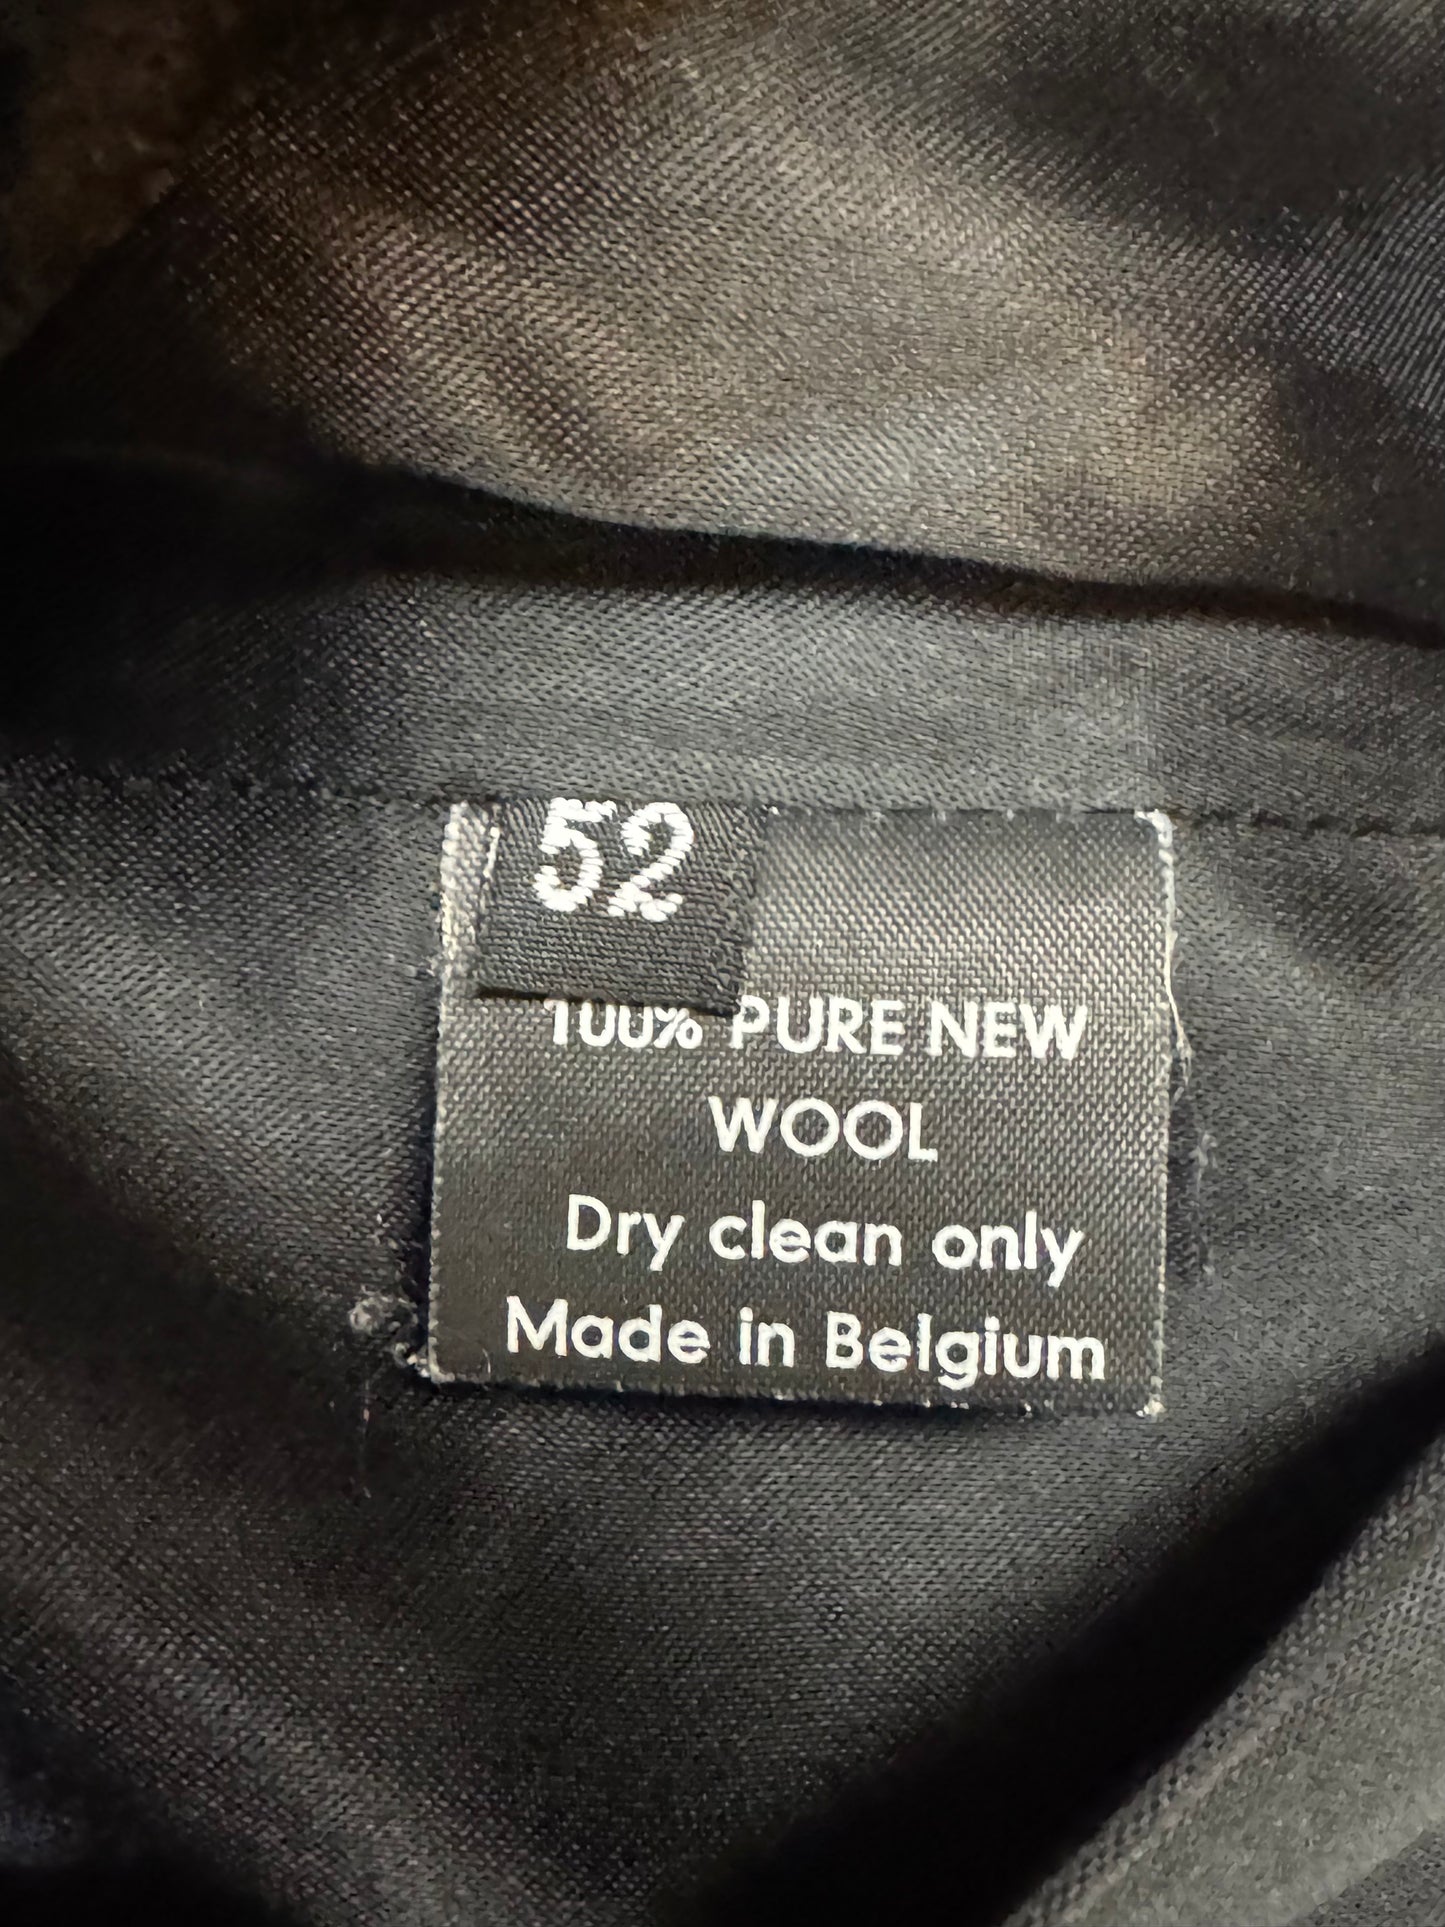 52
100% PURE NEW
WOOL
Dry clean only
Made in Belgium